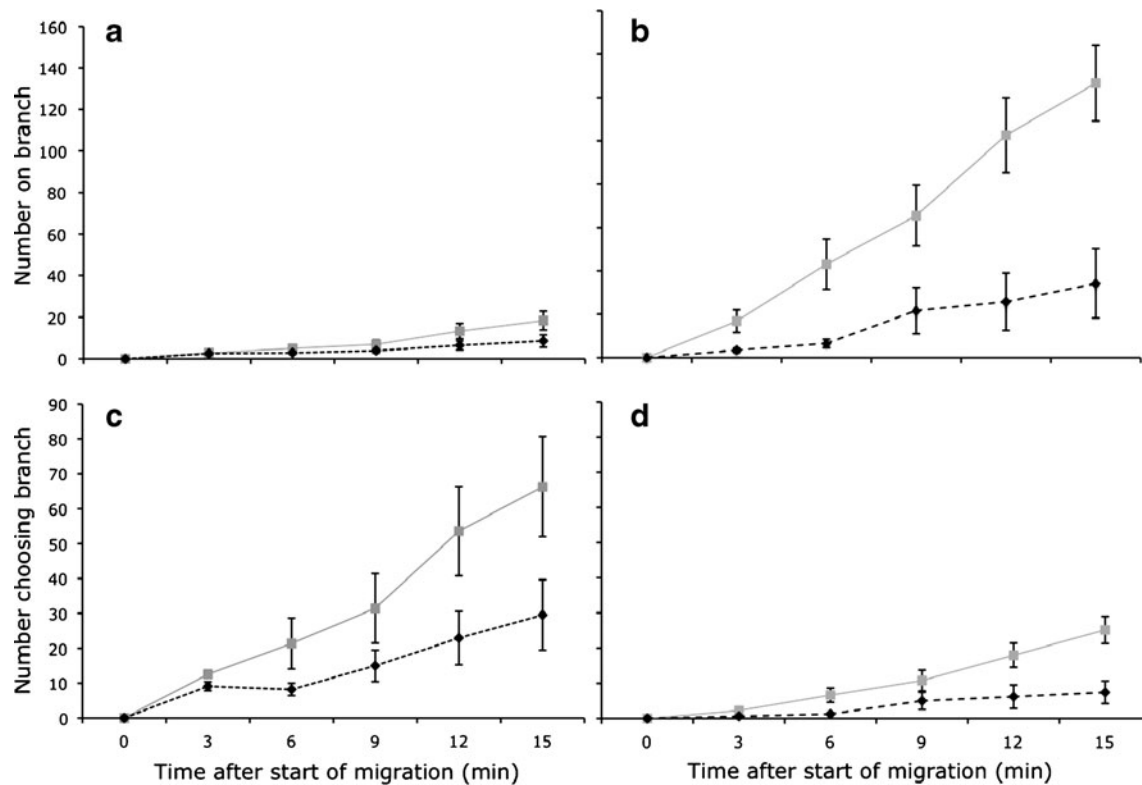 a
b
Number on branch
160
140
120
100
80
60
40
20
0
c
d
Number choosing branch
90
80
70
60
50
40
30
20
10
0
0 3 6 9 12 15
0 3 6 9 12 15
Time after start of migration (min)
Time after start of migration (min)